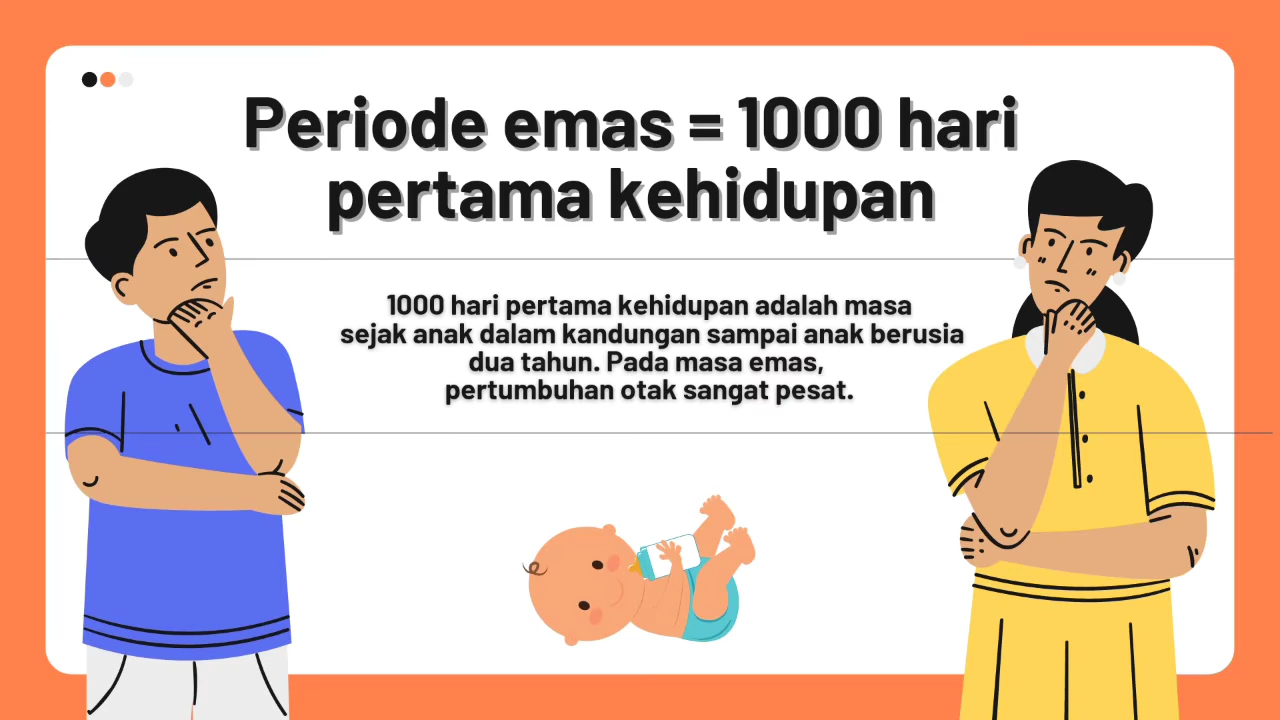 Periode emas = 1000 hari
pertama kehidupan
1000 hari pertama kehidupan adalah masa
sejak anak dalam kandungan sampai anak berusia
dua tahun. Pada masa emas,
pertumbuhan otak sangat pesat.